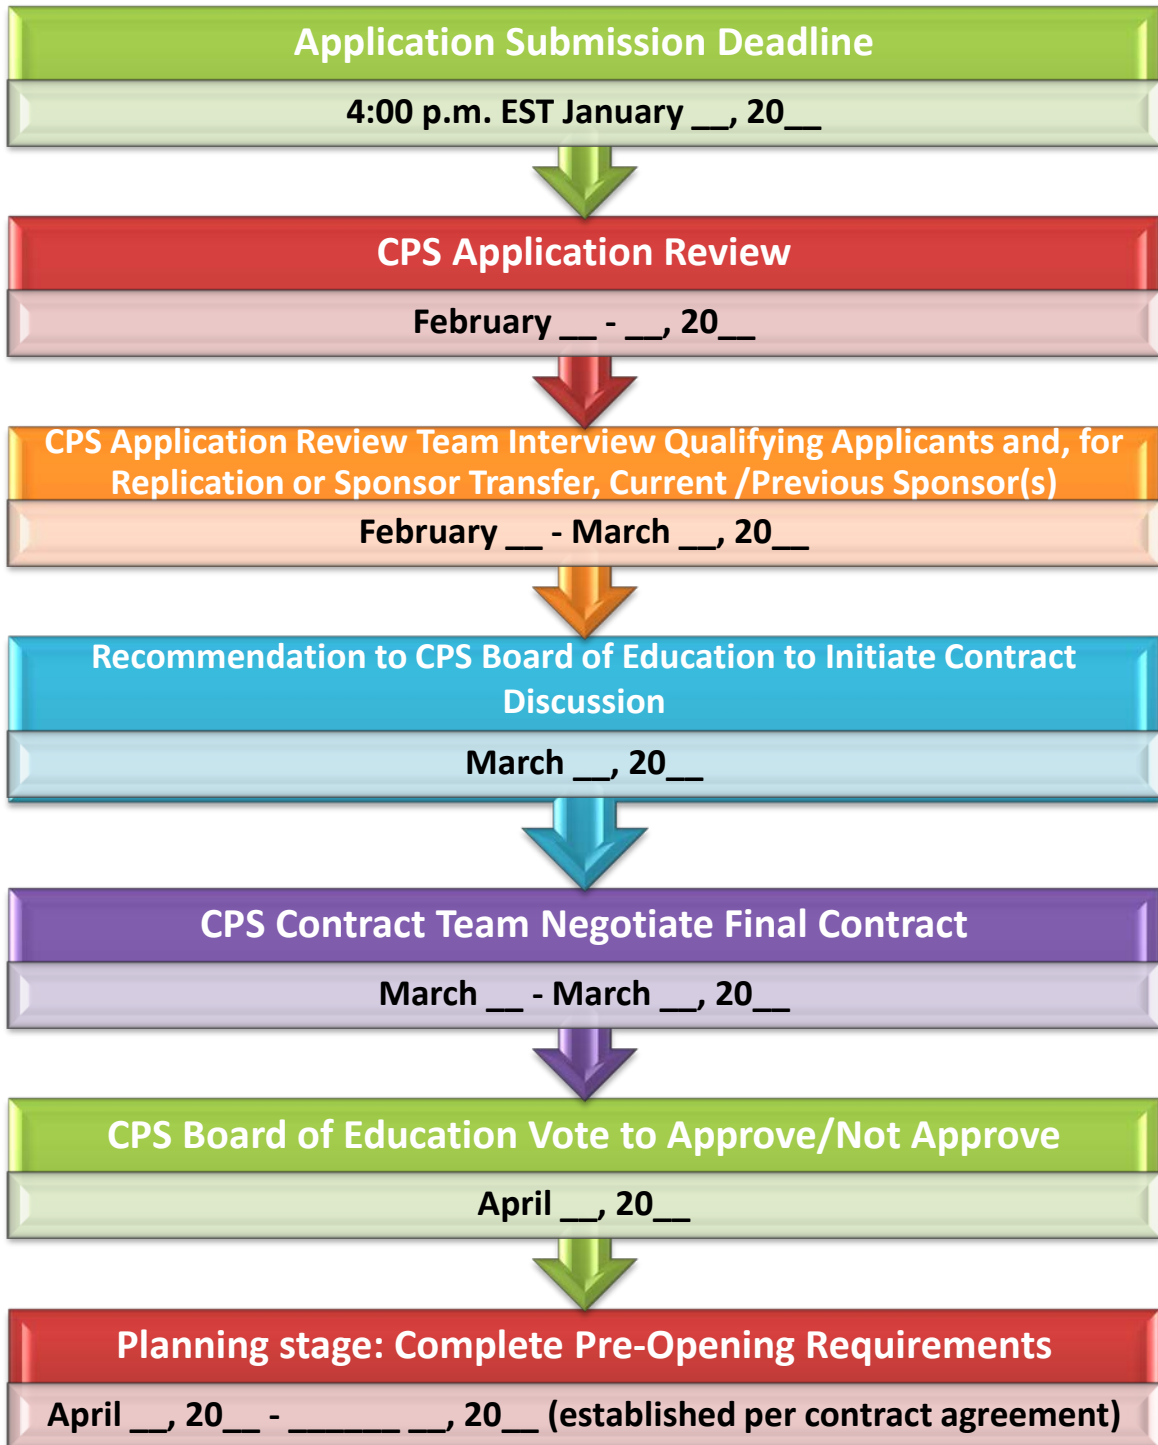 Application Submission Deadline
4:00 p.m. EST January __, 20__
CPS Application Review
February __ - __, 20__
CPS Application Review Team Interview Qualifying Applicants and, for
Replication or Sponsor Transfer, Current /Previous Sponsor(s)
February __ - March __, 20__
Recommendation to CPS Board of Education to Initiate Contract
Discussion
March __, 20__
CPS Contract Team Negotiate Final Contract
March __ - March __, 20__
CPS Board of Education Vote to Approve/Not Approve
April __, 20__
Planning stage: Complete Pre-Opening Requirements
April __, 20__ - ______ __, 20__ (established per contract agreement)